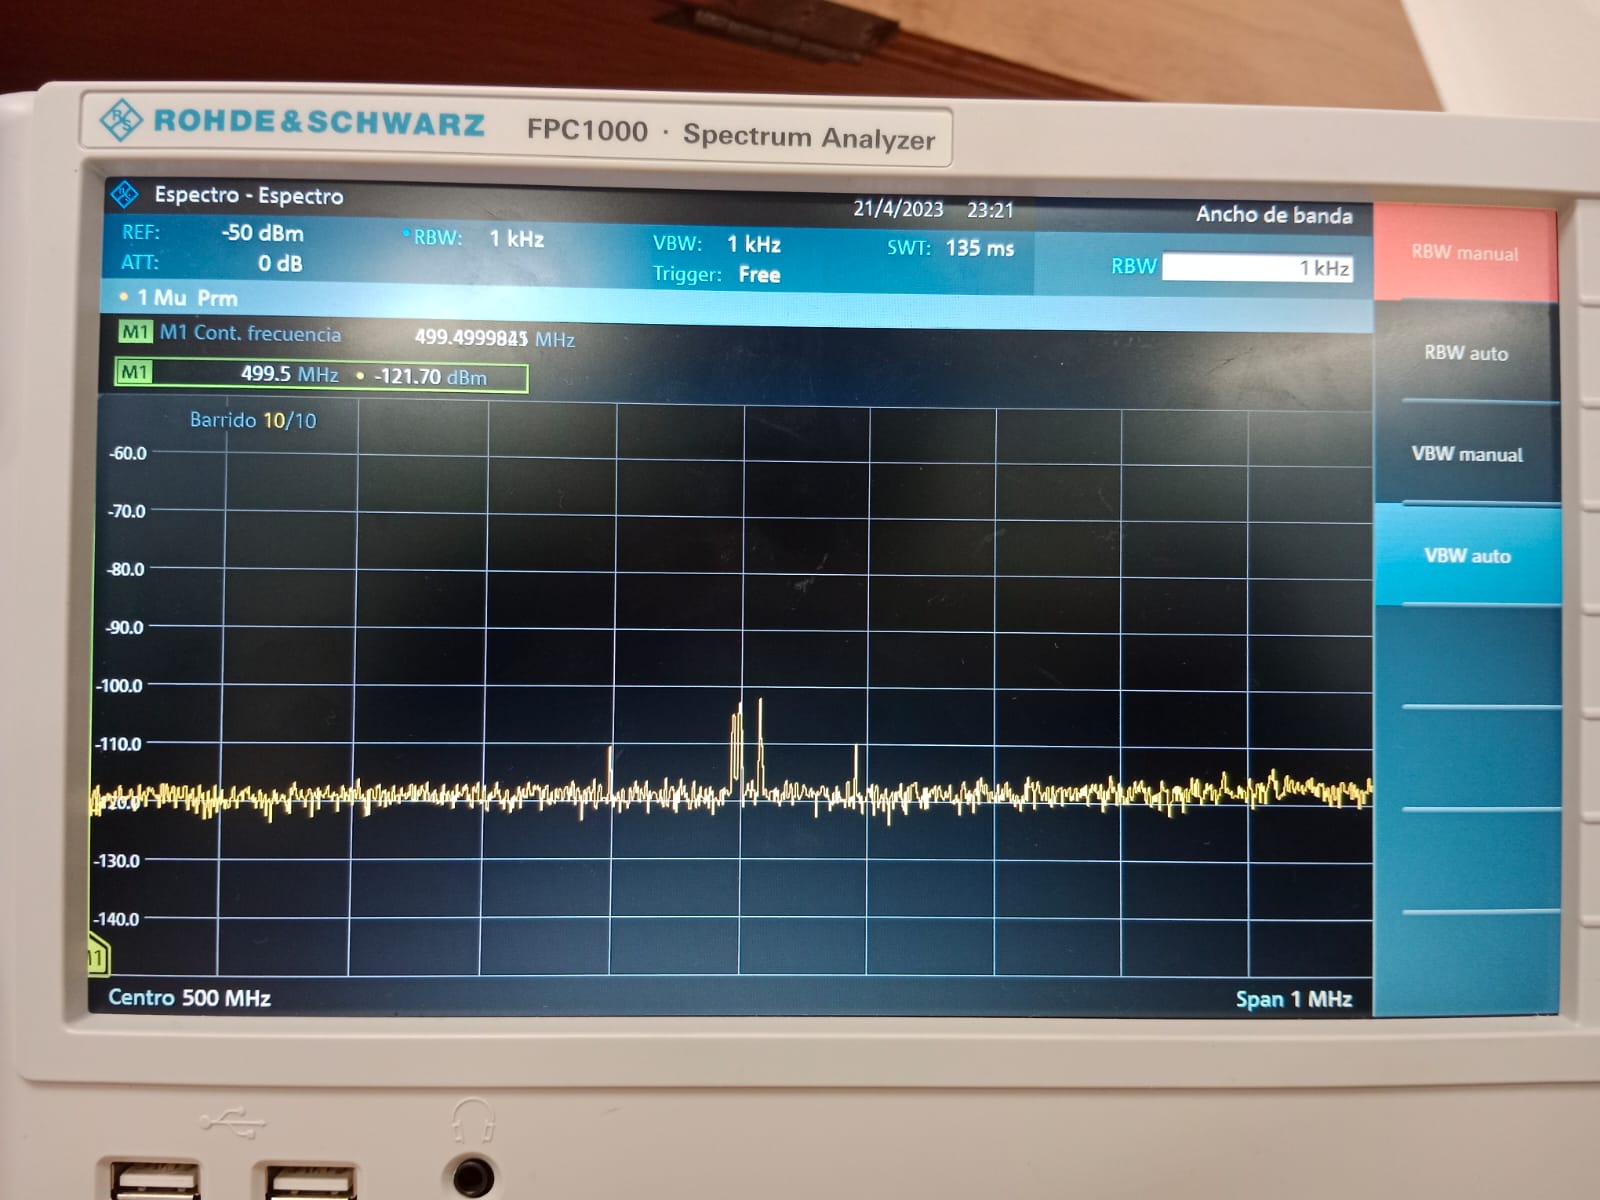 ROHDE&SCHWARZ FPC1000 · Spectrum Analyzer
Espectro - Espectro 21/4/2023 23:21 Ancho de banda
REF: -50 dBm RBW: 1 kHz VBW: 1 kHz SWT: 135 ms RBW 1 kHz
ATT: 0 dB Trigger: Free
1 Mu Prm
M1 M1 Cont. frecuencia 499.4999845 MHz
M1 499.5 MHz • -121.70 dBm
Barrido 10/10
-60.0
-70.0
-80.0
-90.0
-100.0
-110.0
-120.0
-130.0
-140.0
Centro 500 MHz Span 1 MHz
RBW manual
RBW auto
VBW manual
VBW auto